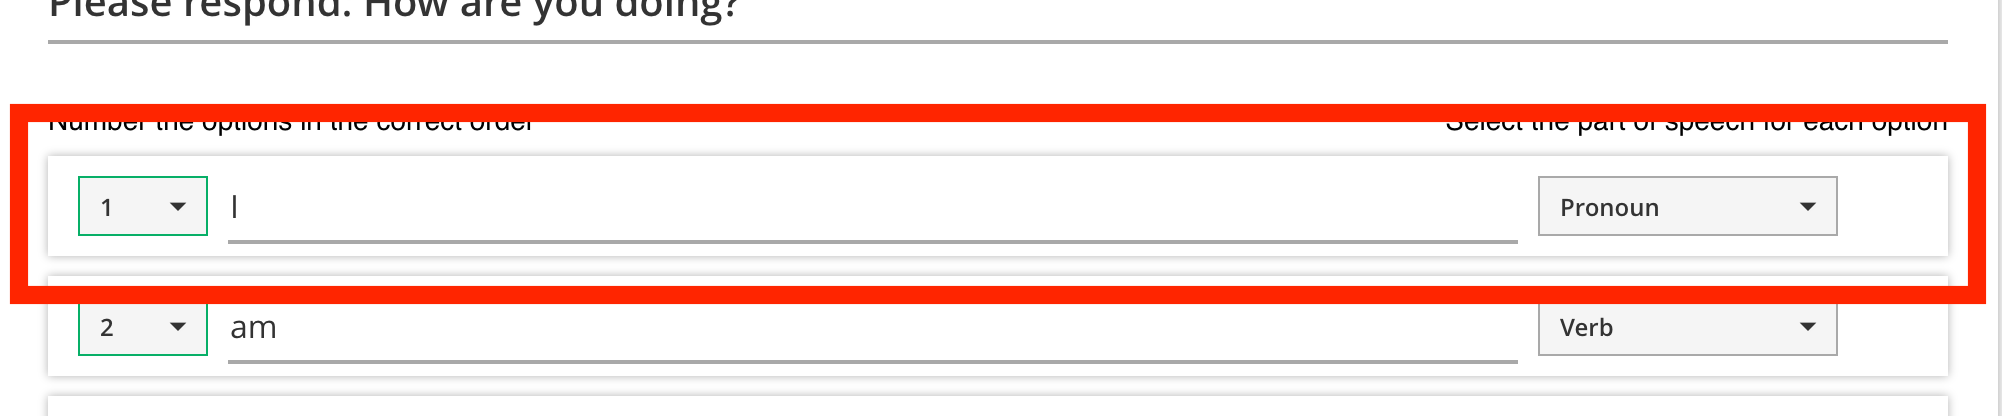 Please respond. How are you doing?
Number the options in the correct order Select the part of speech for each option
1 I Pronoun
2 am Verb